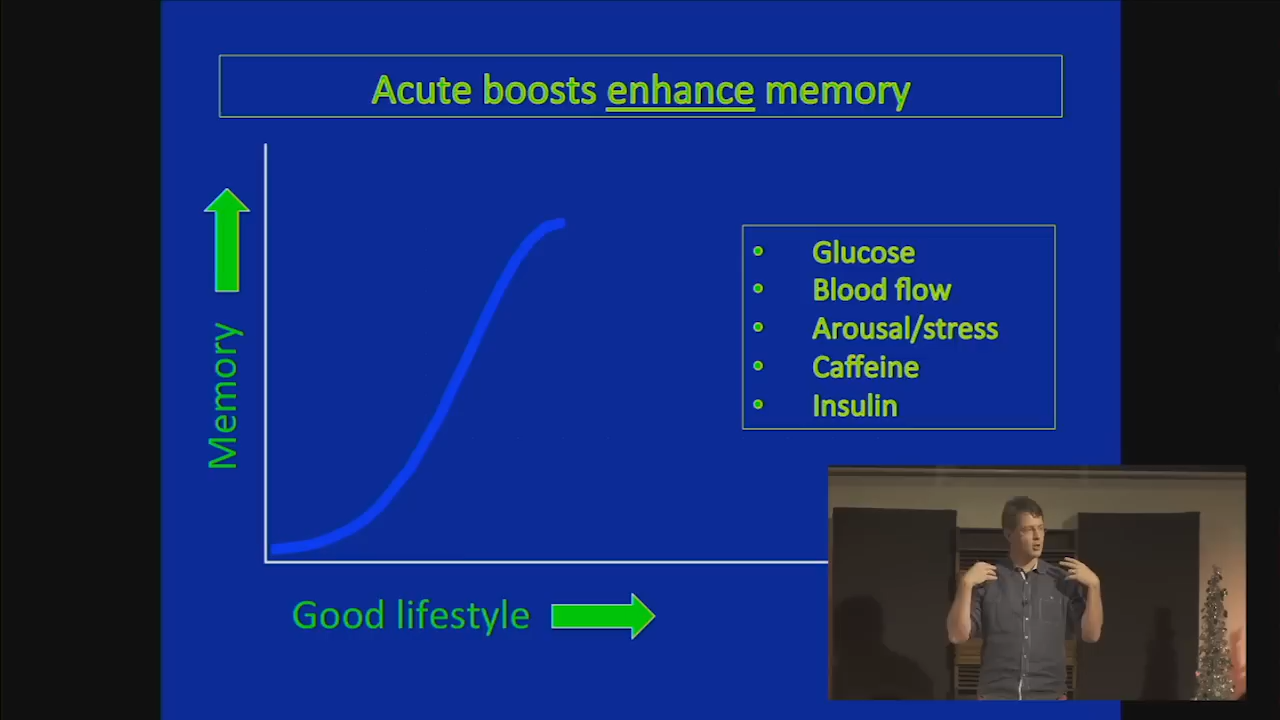 Acute boosts enhance memory
Memory
• Glucose
• Blood flow
• Arousal/stress
• Caffeine
• Insulin
Good lifestyle